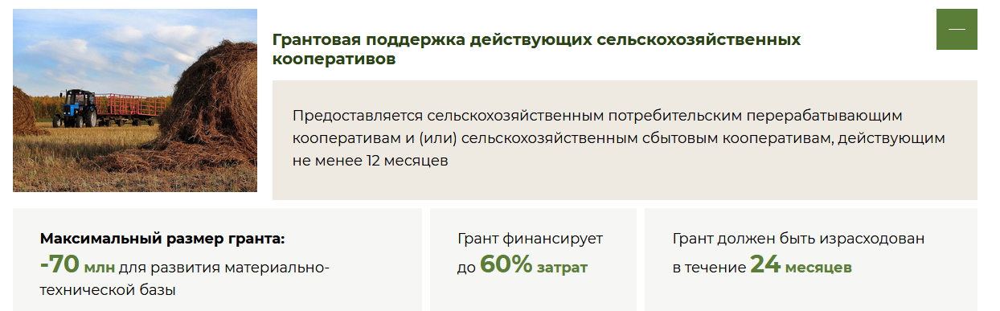 Грантовая поддержка действующих сельскохозяйственных
кооперативов
Предоставляется сельскохозяйственным потребительским перерабатывающим
кооперативам и (или) сельскохозяйственным сбытовым кооперативам, действующим
не менее 12 месяцев
Максимальный размер гранта:
-70 млн для развития материально-
технической базы
Грант финансирует
до 60% затрат
Грант должен быть израсходован
в течение 24 месяцев